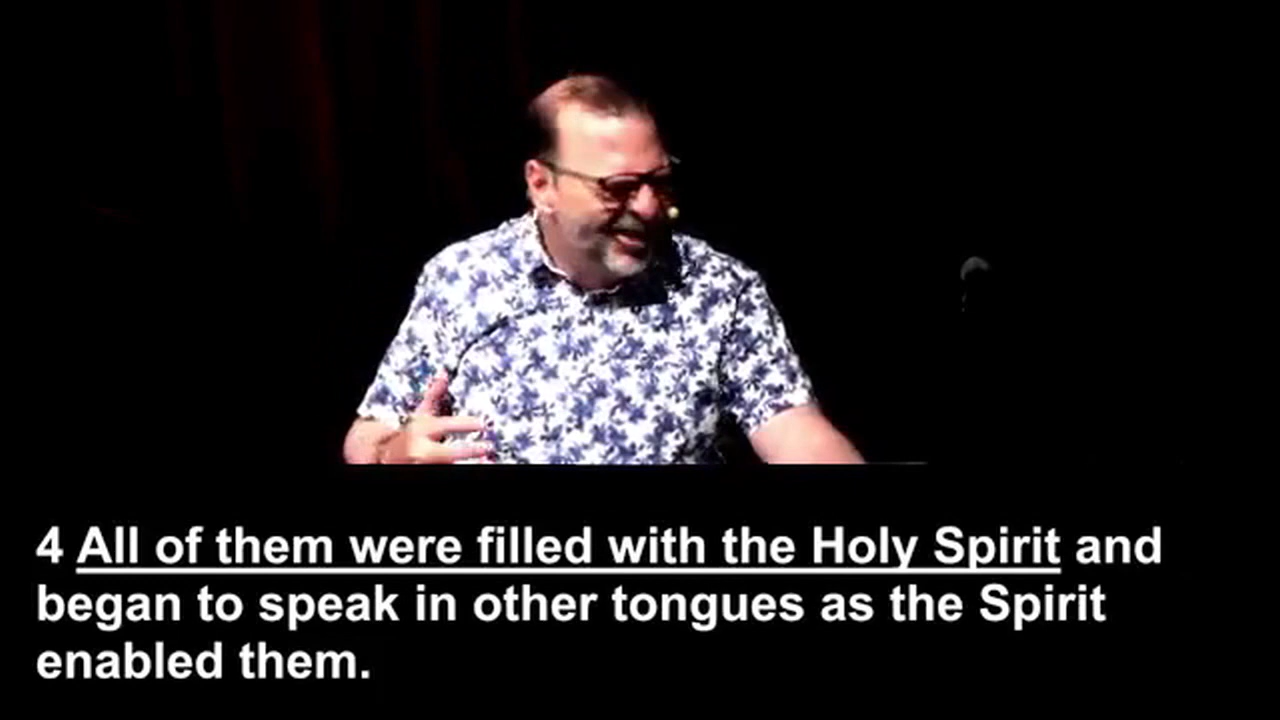 4 All of them were filled with the Holy Spirit and
began to speak in other tongues as the Spirit
enabled them.